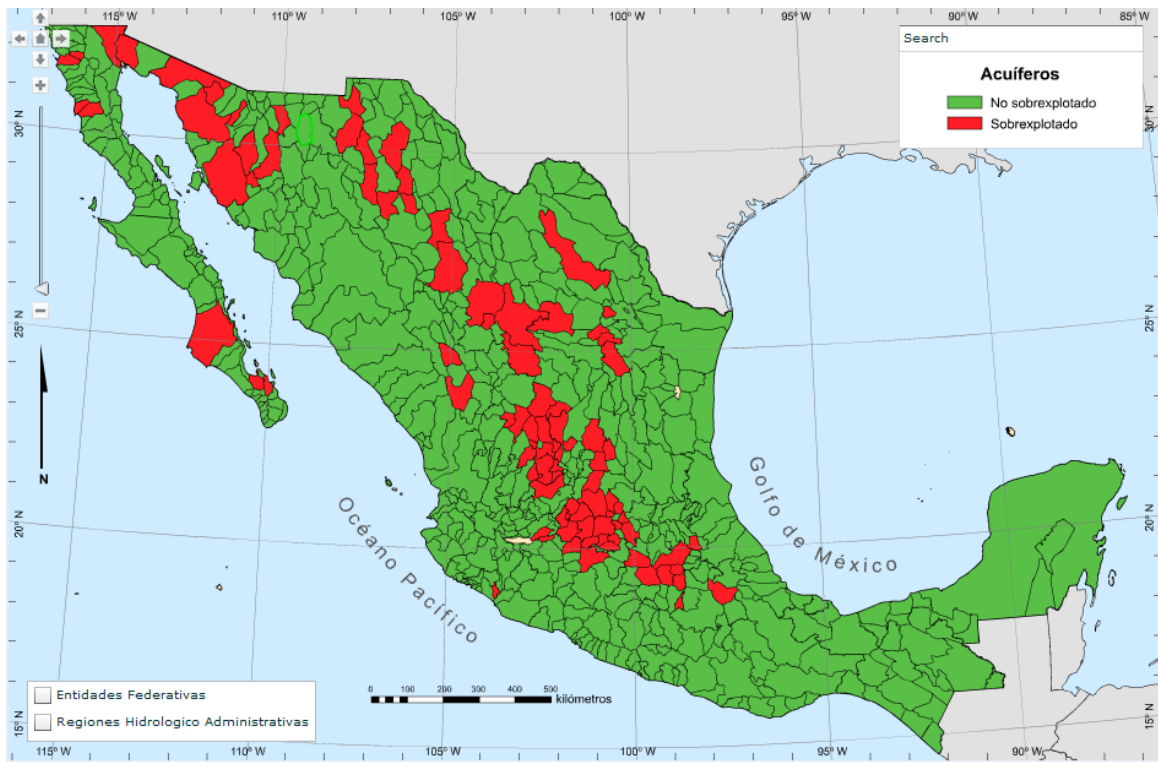 115° W
110° W
105° W
100° W
95° W
90° W
85° W
Search
Acuíferos
No sobrexplotado
Sobrexplotado
30° N
30° N
25° N
25° N
N
20° N
20° N
Golfo de México
Océano Pacífico
Entidades Federativas
Regiones Hidrologico Administrativas
0 100 200 300 400 500
kilómetros
15° N
15° N
115° W
110° W
105° W
100° W
95° W
90° W